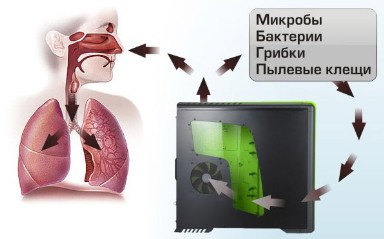 Микробы
Бактерии
Грибки
Пылевые клещи